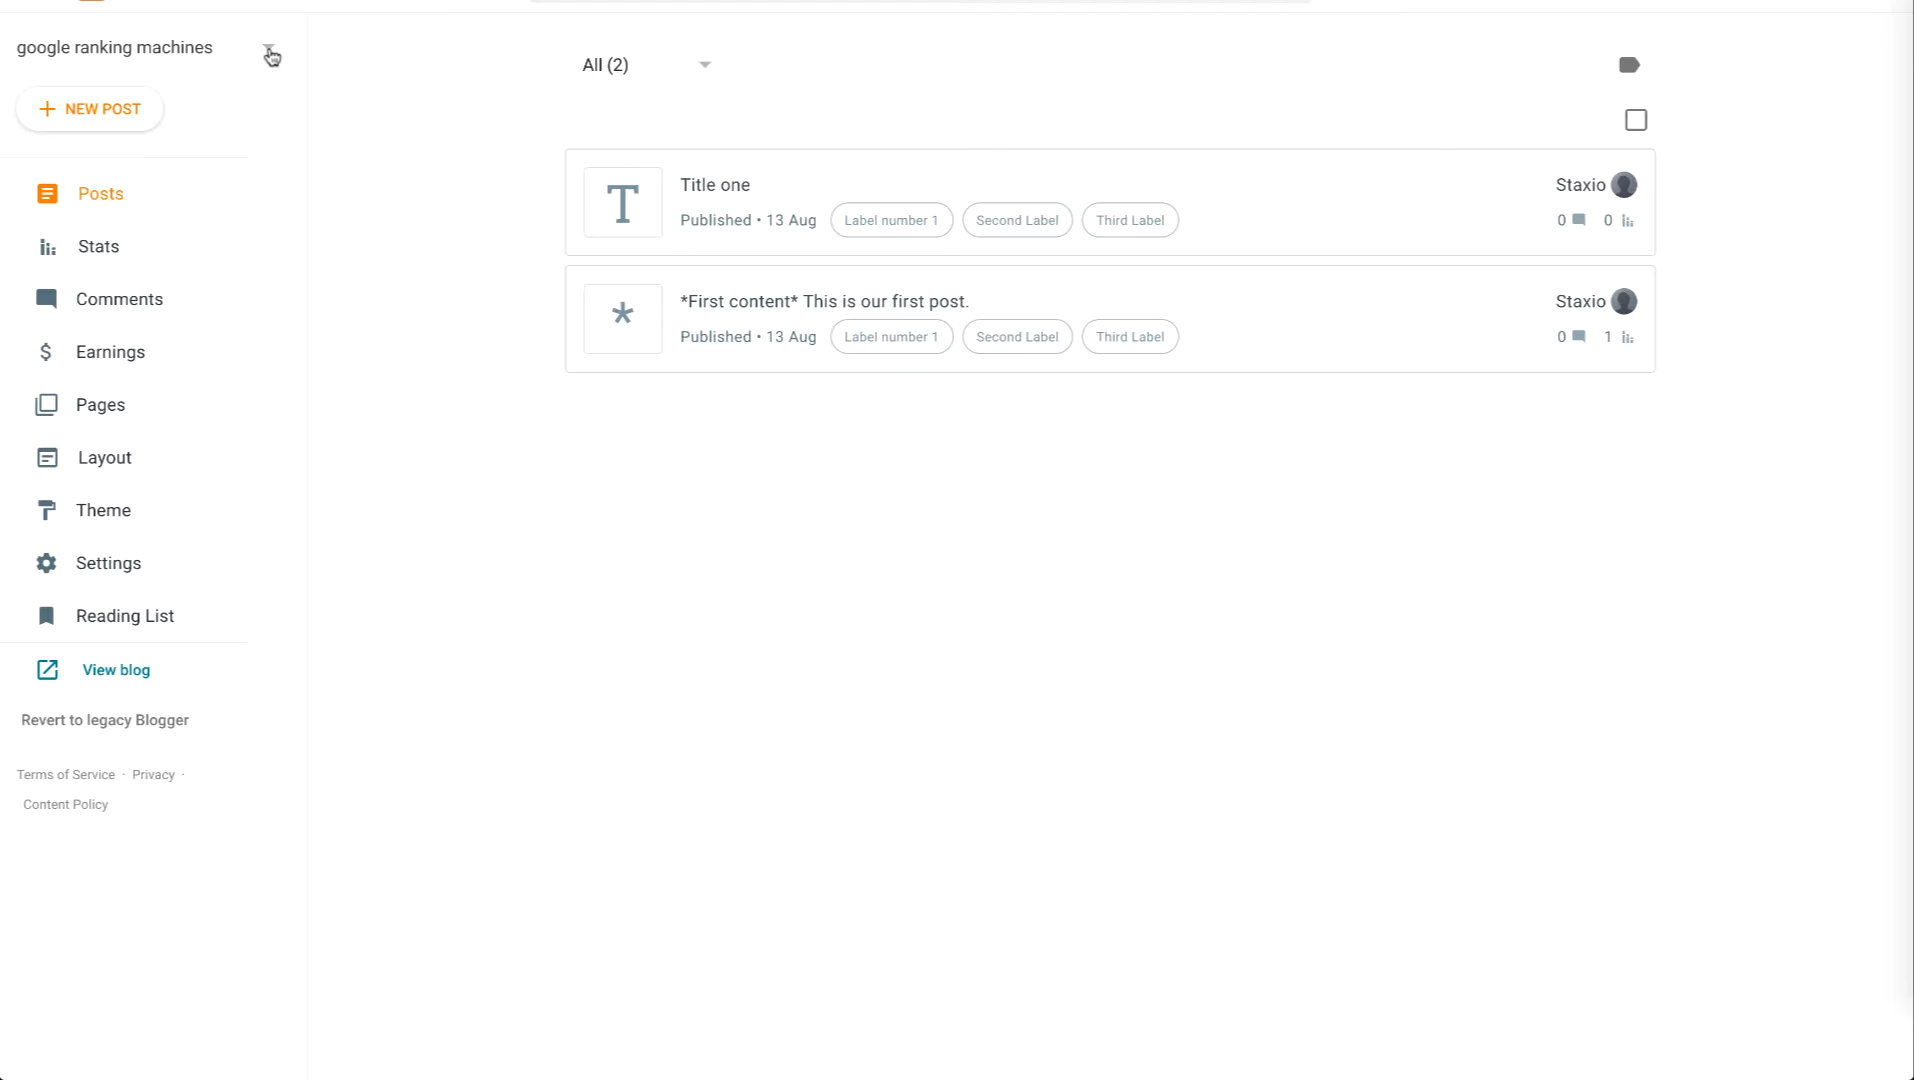 google ranking machines
NEW POST
Posts
Stats
Comments
Earnings
Pages
Layout
Theme
Settings
Reading List
View blog
Revert to legacy Blogger
Terms of Service · Privacy ·
Content Policy
All (2)
T
Title one
Published • 13 Aug Label number 1 Second Label Third Label
Staxio
0 0
*
*First content* This is our first post.
Published • 13 Aug Label number 1 Second Label Third Label
Staxio
0 1